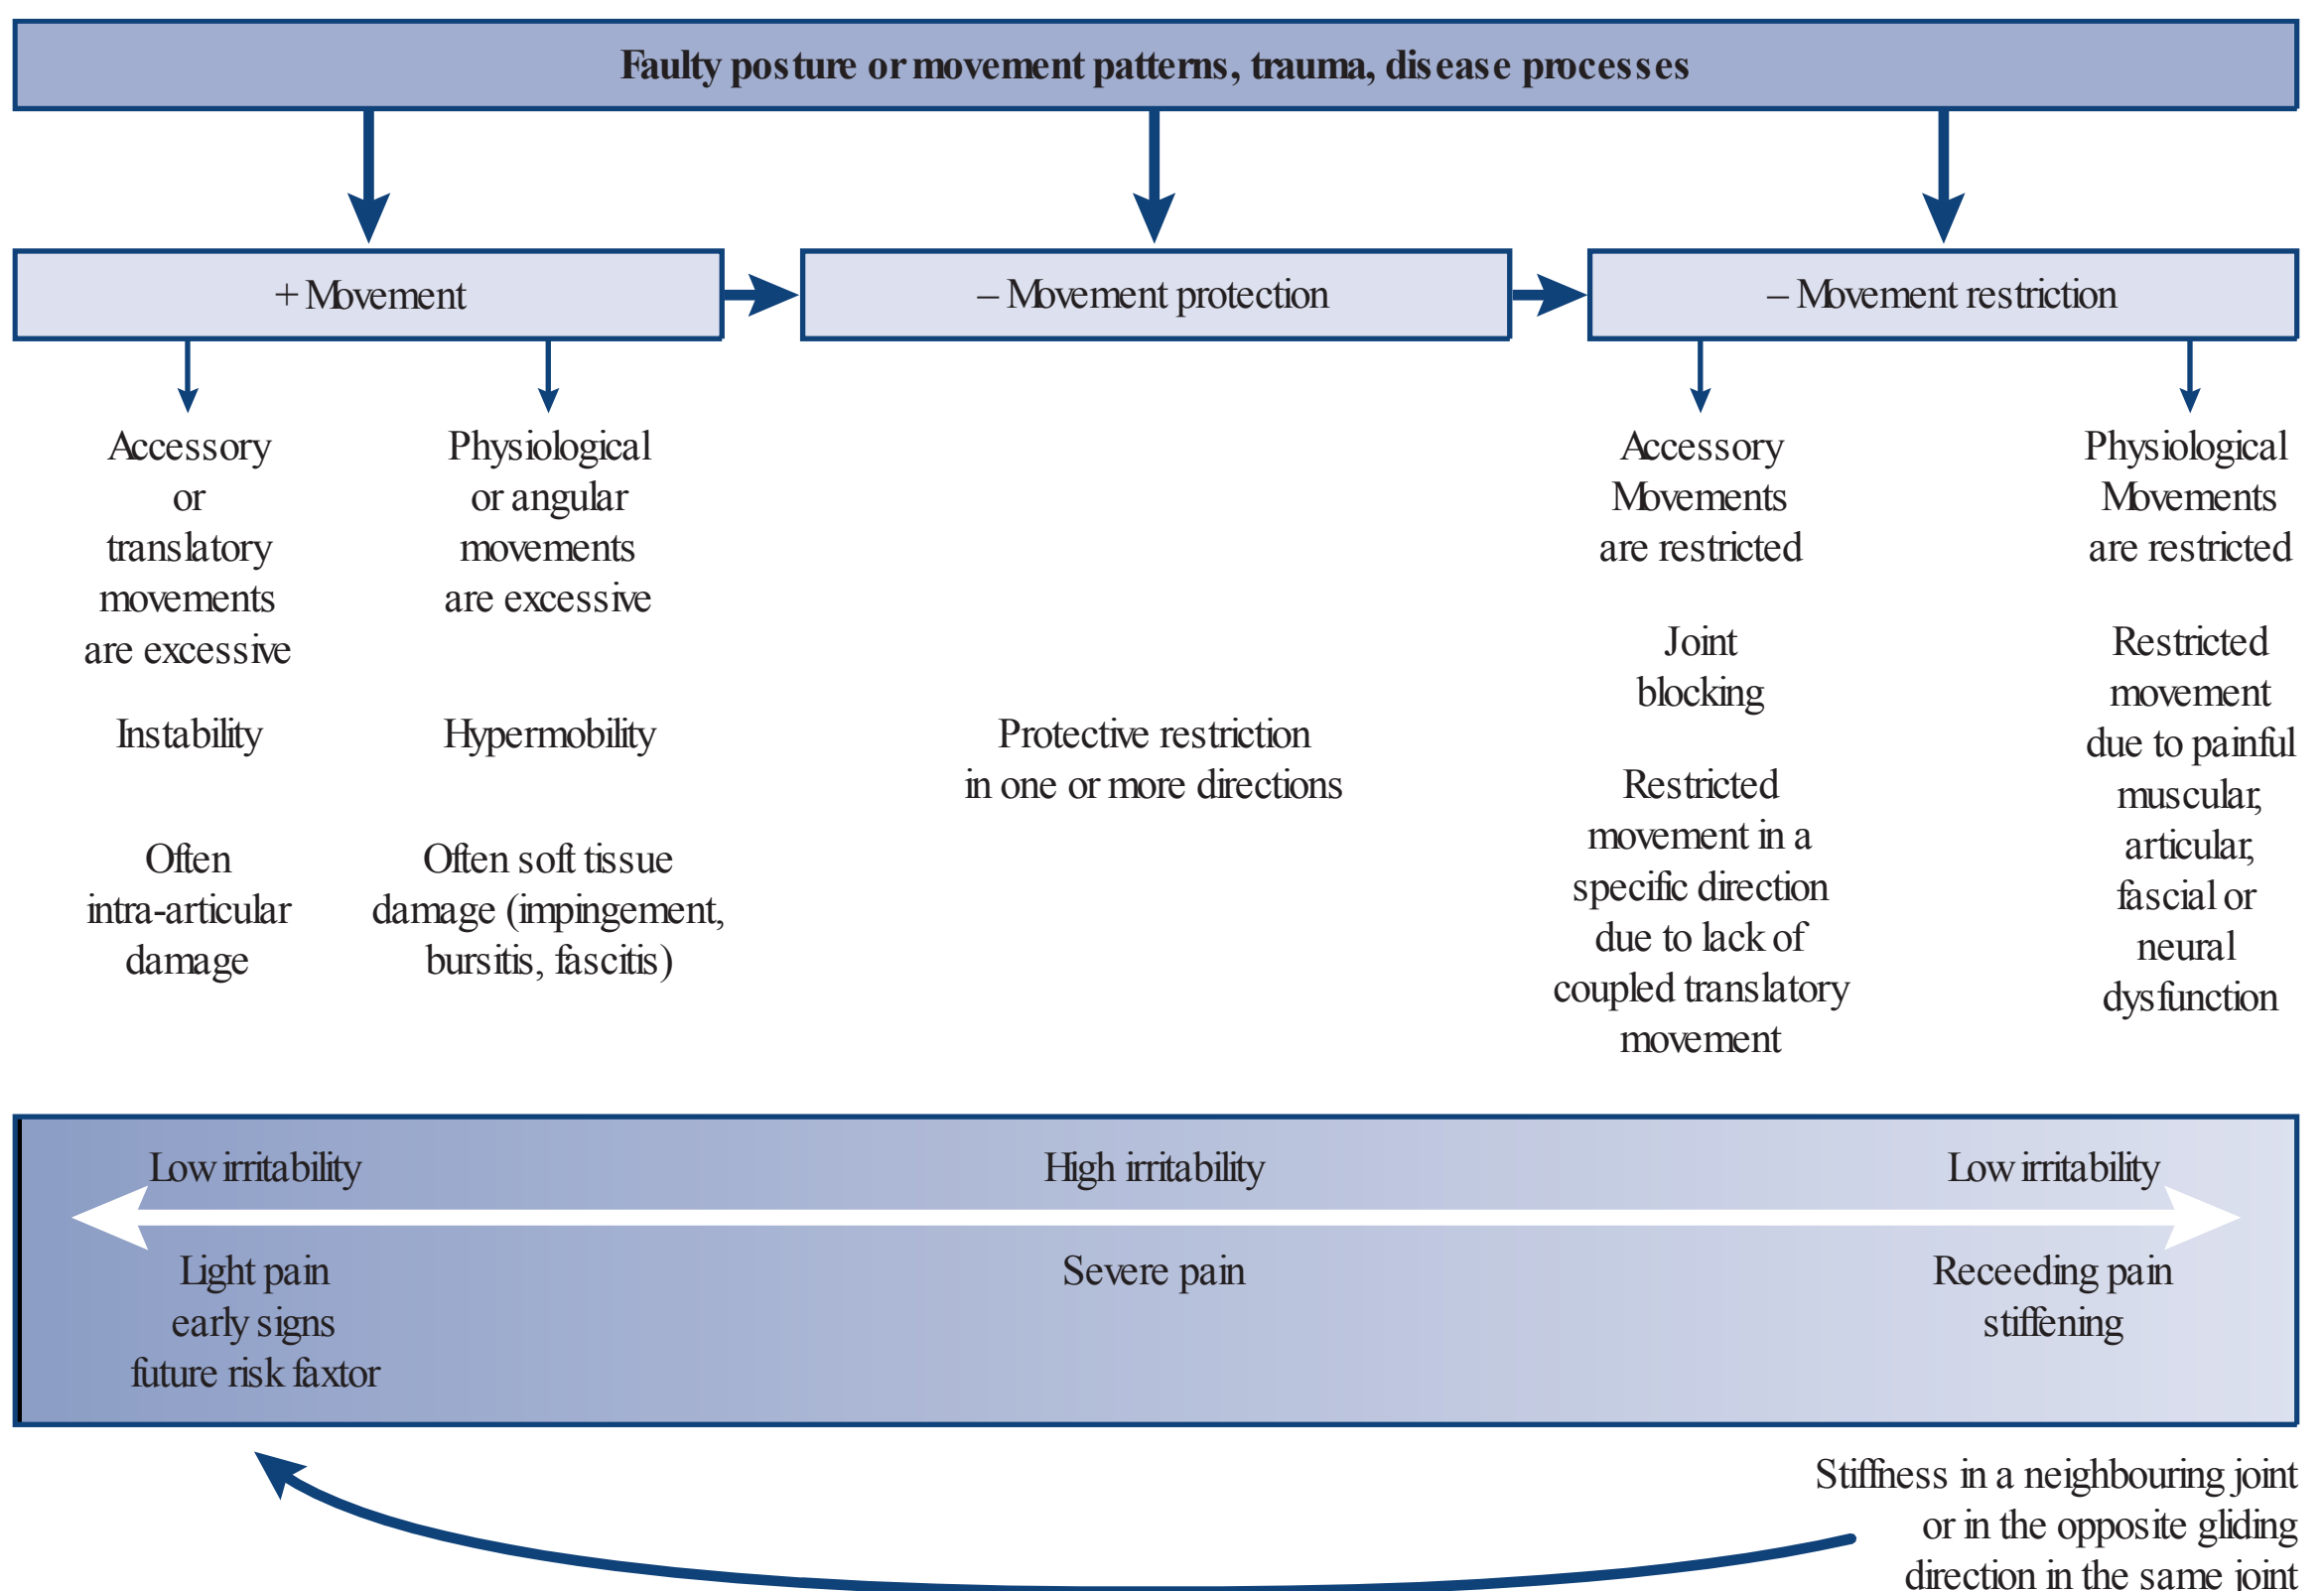 Faulty posture or movement patterns, trauma, disease processes
+ Movement
– Movement protection
– Movement restriction
Accessory
or
translatory
movements
are excessive
Instability
Often
intra-articular
damage
Physiological
or angular
movements
are excessive
Hypermobility
Often soft tissue
damage (impingement,
bursitis, fascitis)
Protective restriction
in one or more directions
Accessory
Movements
are restricted
Joint
blocking
Restricted
movement in a
specific direction
due to lack of
coupled translatory
movement
Physiological
Movements
are restricted
Restricted
movement
due to painful
muscular,
articular,
fascial or
neural
dysfunction
Low irritability
High irritability
Low irritability
Light pain
early signs
future risk faxtor
Severe pain
Receeding pain
stiffening
Stiffness in a neighbouring joint
or in the opposite gliding
direction in the same joint